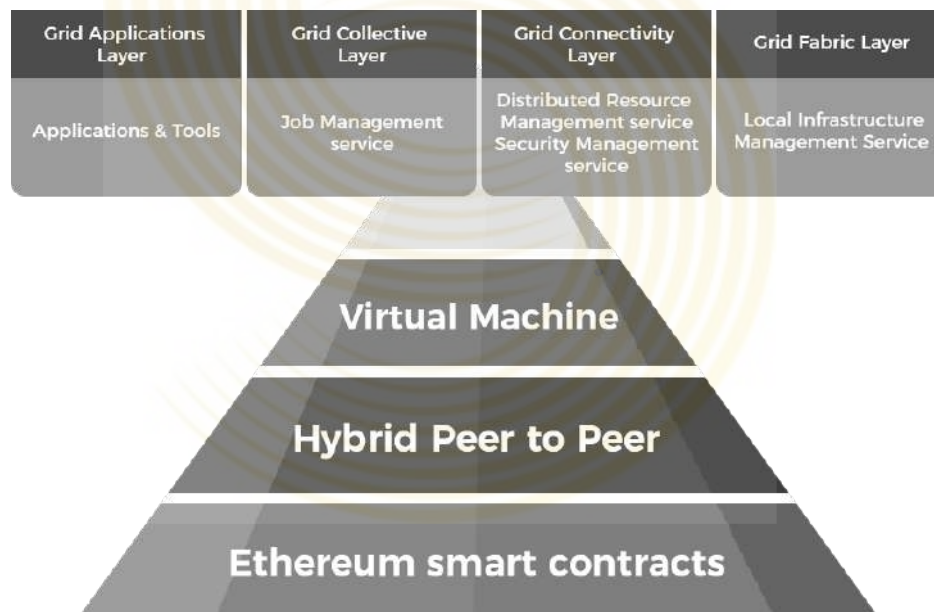 Grid Applications
Layer
Applications & Tools
Grid Collective
Layer
Job Management
service
Grid Connectivity
Layer
Distributed Resource
Management service
Security Management
service
Grid Fabric Layer
Local Infrastructure
Management Service
Virtual Machine
Hybrid Peer to Peer
Ethereum smart contracts